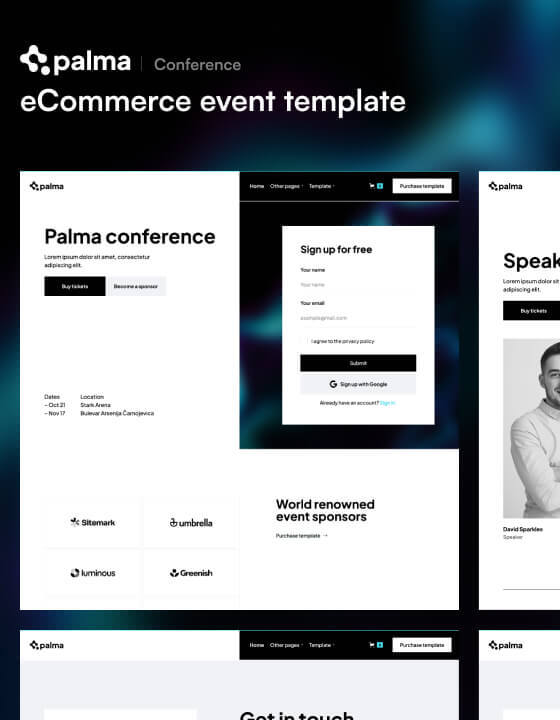 palma | Conference
eCommerce event template
palma
Home Other pages Template 0 Purchase template
Palma conference
Lorem ipsum dolor sit amet, consectetur
adipiscing elit.
Buy tickets Become a sponsor
Sign up for free
Your name
Your name
Your email
example@mail.com
I agree to the privacy policy
Submit
Sign up with Google
Already have an account? Sign in
Dates Location
– Oct 21 Stark Arena
– Nov 17 Bulevar Arsenija Čarnojevica
Sitemark
umbrella
luminous
Greenish
World renowned
event sponsors
Purchase template →
palma
Speak
Lorem ipsum dolor sit
adipiscing elit.
Buy tickets
David Sparkles
Speaker
palma
Home Other pages Template Purchase template
Get in touch
palma